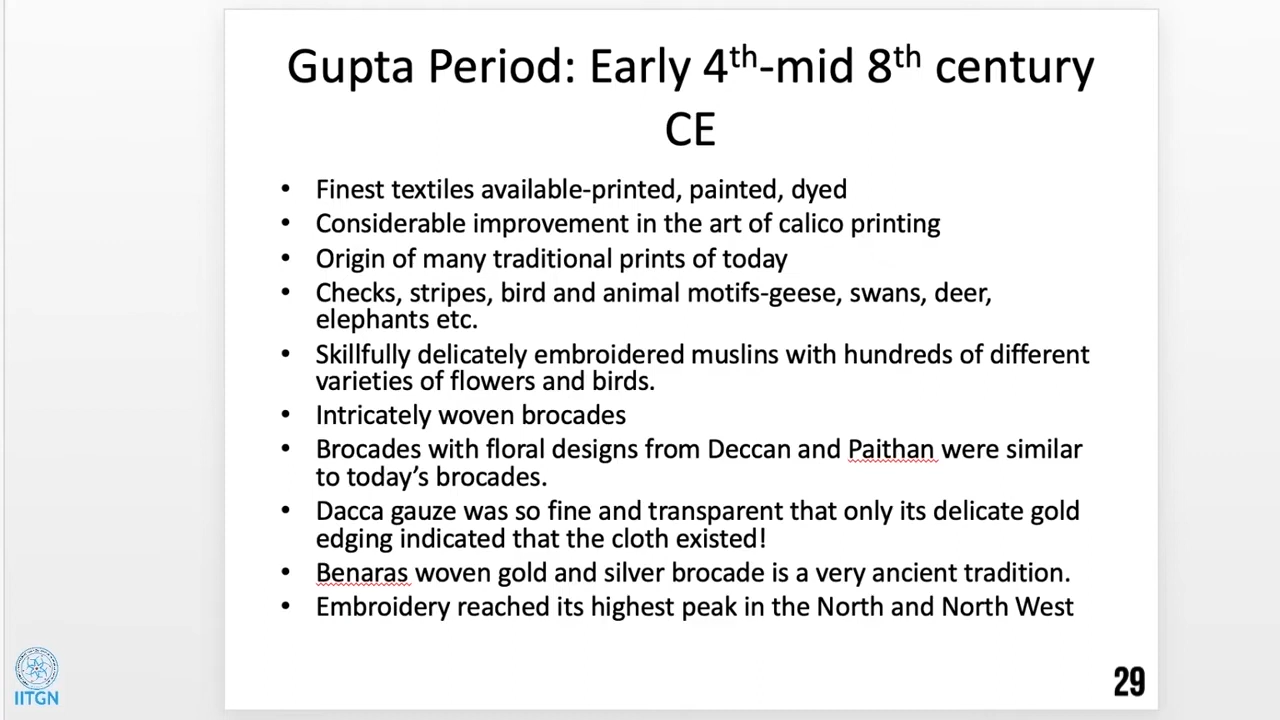 Gupta Period: Early 4th-mid 8th century
CE
• Finest textiles available-printed, painted, dyed
• Considerable improvement in the art of calico printing
• Origin of many traditional prints of today
• Checks, stripes, bird and animal motifs-geese, swans, deer,
elephants etc.
• Skillfully delicately embroidered muslins with hundreds of different
varieties of flowers and birds.
• Intricately woven brocades
• Brocades with floral designs from Deccan and Paithan were similar
to today’s brocades.
• Dacca gauze was so fine and transparent that only its delicate gold
edging indicated that the cloth existed!
• Benaras woven gold and silver brocade is a very ancient tradition.
• Embroidery reached its highest peak in the North and North West
29
IITGN